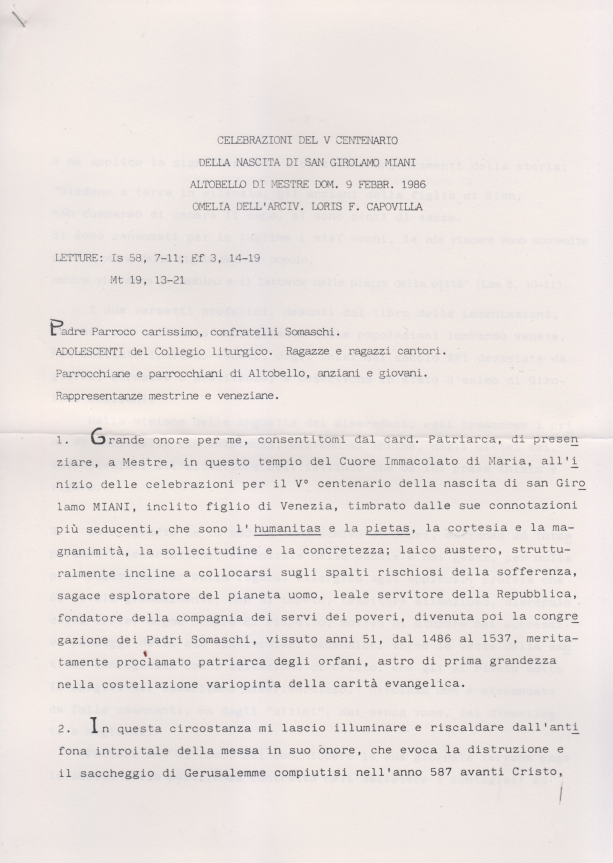 CELEBRAZIONI DEL V CENTENARIO
DELLA NASCITA DI SAN GIROLAMO MIANI
ALTOBELLO DI MESTRE DOM. 9 FEBBR. 1986
OMELIA DELL'ARCIV. LORIS F. CAPOVILLA
LETTURE: Is 58, 7-11; Ef 3, 14-19
Mt 19, 13-21
Padre Parroco carissimo, confratelli Somaschi.
ADOLESCENTI del Collegio liturgico. Ragazze e ragazzi cantori.
Parrocchiane e parrocchiani di Altobello, anziani e giovani.
Rappresentanze mestrine e veneziane.
1. Grande onore per me, consentitomi dal card. Patriarca, di presen
ziare, a Mestre, in questo tempio del Cuore Immacolato di Maria, all'i
nizio delle celebrazioni per il V° centenario della nascita di san Giro
lamo MIANI, inclito figlio di Venezia, timbrato dalle sue connotazioni
più seducenti, che sono l'humanitas e la pietas, la cortesia e la ma-
gnanimità, la sollecitudine e la concretezza; laico austero, struttu-
ralmente incline a collocarsi sugli spalti rischiosi della sofferenza,
sagace esploratore del pianeta uomo, leale servitore della Repubblica,
fondatore della compagnia dei servi dei poveri, divenuta poi la congre
gazione dei Padri Somaschi, vissuto anni 51, dal 1486 al 1537, merita-
tamente proclamato patriarca degli orfani, astro di prima grandezza
nella costellazione variopinta della carità evangelica.
2. In questa circostanza mi lascio illuminare e riscaldare dall'anti
fona introitale della messa in suo onore, che evoca la distruzione e
il saccheggio di Gerusalemme compiutisi nell'anno 587 avanti Cristo,